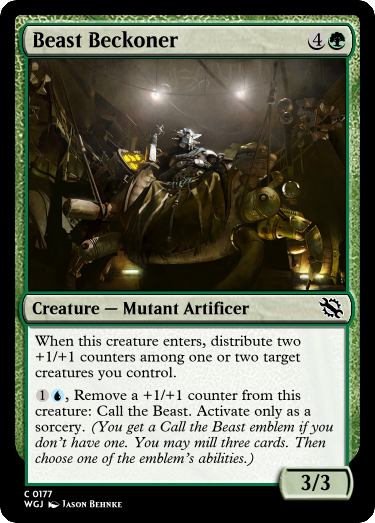 Beast Beckoner 4
Creature — Mutant Artificer
When this creature enters, distribute two
+1/+1 counters among one or two target
creatures you control.
1, Remove a +1/+1 counter from this
creature: Call the Beast. Activate only as a
sorcery. (You get a Call the Beast emblem if you
don't have one. You may mill three cards. Then
choose one of the emblem's abilities.)
3/3
C 0177
WGJ Jason Behnke